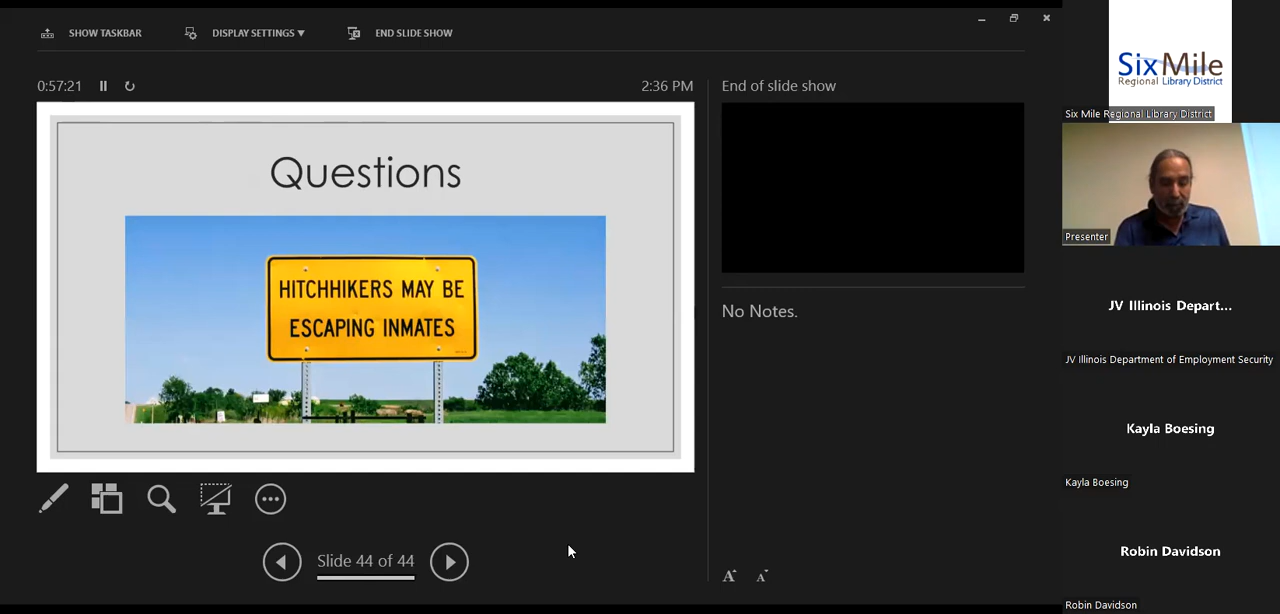 SHOW TASKBAR
DISPLAY SETTINGS ▼
END SLIDE SHOW
0:57:21
2:36 PM
Questions
HITCHHIKERS MAY BE
ESCAPING INMATES
Slide 44 of 44
End of slide show
No Notes.
A A
SixMile
Regional Library District
Six Mile Regional Library District
Presenter
JV Illinois Depart...
JV Illinois Department of Employment Security
Kayla Boesing
Kayla Boesing
Robin Davidson
Robin Davidson